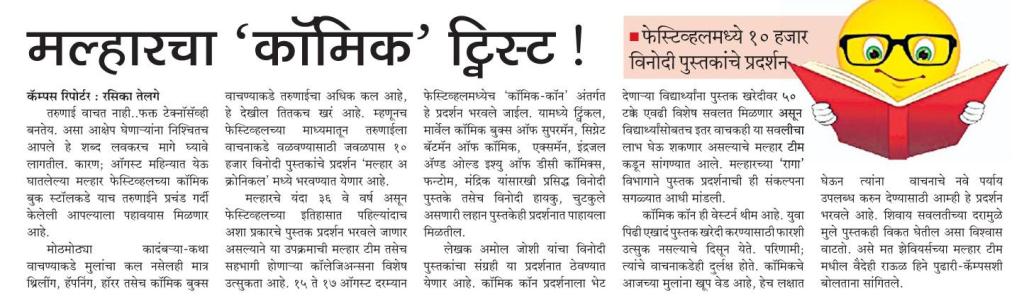 मल्हारचा ‘कॉमिक’ ट्विस्ट !
■ फेस्टिव्हलमध्ये १० हजार
विनोदी पुस्तकांचे प्रदर्शन
कॅम्पस रिपोर्टर : रसिका तेलगे
तरुणाई वाचत नाही..फक्त टेक्नॉसॅव्ही
बनतेय. असा आक्षेप घेणाऱ्यांना निश्चितच
आपले हे शब्द लवकरच मागे घ्यावे
लागतील. कारण; ऑगस्ट महिन्यात येऊ
घातलेल्या मल्हार फेस्टिव्हलच्या कॉमिक
बुक स्टॉलकडे याच तरुणाईने प्रचंड गर्दी
केलेली आपल्याला पहावयास मिळणार
आहे.
मोठमोठ्या कादंबऱ्या-कथा
वाचण्याकडे मुलांचा कल नसेलही मात्र
थ्रिलींग, हॅपनिंग, हॉरर तसेच कॉमिक बुक्स
वाचण्याकडे तरुणाईचा अधिक कल आहे,
हे देखील तितकच खरं आहे. म्हणूनच
फेस्टिव्हलच्या माध्यमातून तरुणाईला
वाचनाकडे वळवण्यासाठी जवळपास १०
हजार विनोदी पुस्तकांचे प्रदर्शन ‘मल्हार अ
क्रोनिकल’ मध्ये भरवण्यात येणार आहे.
मल्हारचे यंदा ३६ वे वर्ष असून
फेस्टिव्हलच्या इतिहासात पहिल्यांदाच
अशा प्रकारचे पुस्तक प्रदर्शन भरवले जाणार
असल्याने या उपक्रमाची मल्हार टीम तसेच
सहभागी होणाऱ्या कॉलेजिअन्सना विशेष
उत्सुकता आहे. १५ ते १७ ऑगस्ट दरम्यान
फेस्टिव्हलमध्येच ‘कॉमिक-कॉन’ अंतर्गत
हे प्रदर्शन भरवले जाईल. यामध्ये ट्विंकल,
मार्वेल कॉमिक बुक्स ऑफ सुपरमॅन, सिग्रेट
बॅटमॅन ऑफ कॉमिक, एक्समॅन, इंद्रजल
अॅण्ड ओल्ड इश्यु ऑफ डीसी कॉमिक्स,
फन्टोम, मंद्रिक यांसारखी प्रसिद्ध विनोदी
पुस्तके तसेच विनोदी हायकु, चुटकुले
असणारी लहान पुस्तकेही प्रदर्शनात पाहायला
मिळतील.
लेखक अमोल जोशी यांचा विनोदी
पुस्तकांचा संग्रही या प्रदर्शनात ठेवण्यात
येणार आहे. कॉमिक कॉन प्रदर्शनाला भेट
देणाऱ्या विद्यार्थ्यांना पुस्तक खरेदीवर ५०
टक्के एवढी विशेष सवलत मिळणार असून
विद्यार्थ्यांसोबतच इतर वाचकही या सवलीचा
लाभ घेऊ शकणार असल्याचे मल्हार टीम
कडून सांगण्यात आले. मल्हारच्या ‘रागा’
विभागाने पुस्तक प्रदर्शनाची ही संकल्पना
सगळ्यात आधी मांडली.
कॉमिक कॉन ही वेस्टर्न थीम आहे. युवा
पिढी एखादं पुस्तक खरेदी करण्यासाठी फारशी
उत्सुक नसल्याचे दिसून येते. परिणामी;
त्यांचे वाचनाकडेही दुर्लक्ष होते. कॉमिकचे
आजच्या मुलांना खूप वेड आहे, हेच लक्षात
घेऊन त्यांना वाचनाचे नवे पर्याय
उपलब्ध करुन देण्यासाठी आम्ही हे प्रदर्शन
भरवले आहे. शिवाय सवलतीच्या दरामुळे
मुले पुस्तकही विकत घेतील असा विश्वास
वाटतो. असे मत झेवियर्सच्या मल्हार टीम
मधील वैदेही राऊळ हिने पुढारी-कॅम्पसशी
बोलताना सांगितले.